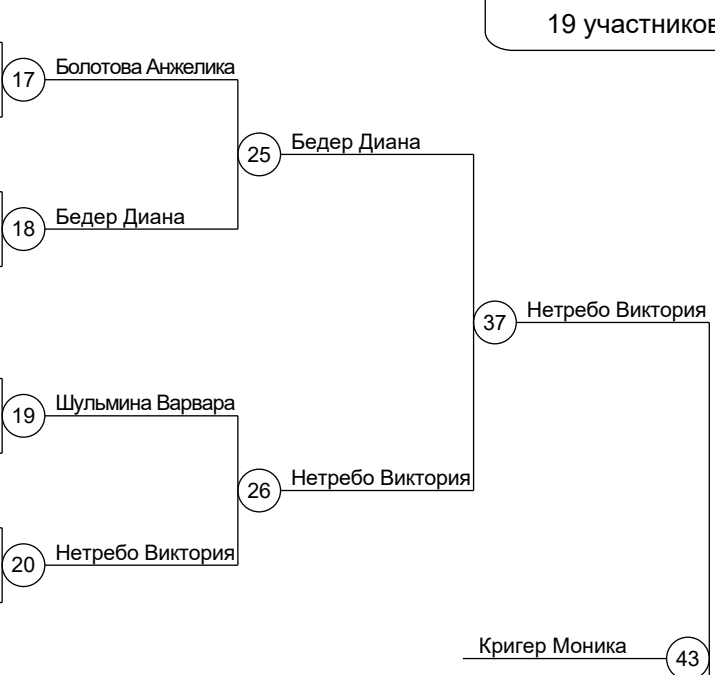 19 участников
17 Болотова Анжелика
25 Бедер Диана
18 Бедер Диана
37 Нетребо Виктория
19 Шульмина Варвара
26 Нетребо Виктория
20 Нетребо Виктория
Кригер Моника 43